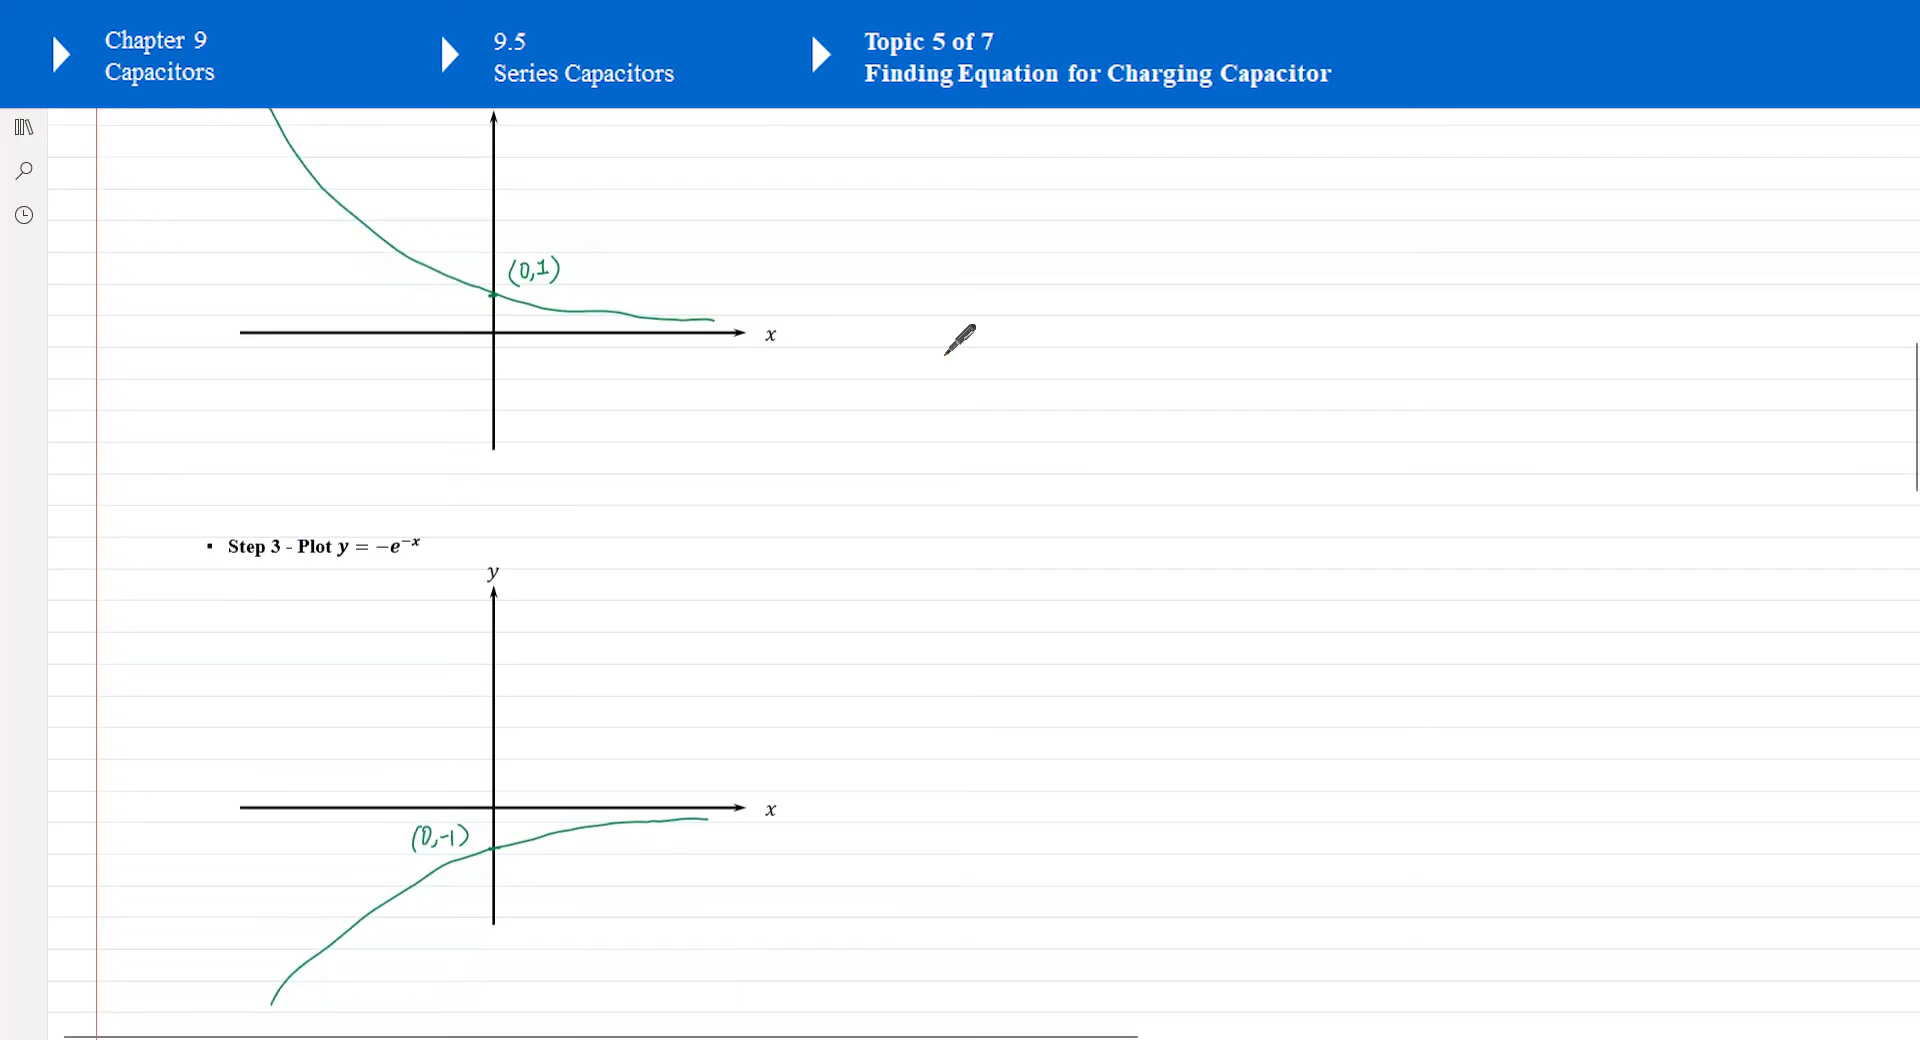 Chapter 9
Capacitors
9.5
Series Capacitors
Topic 5 of 7
Finding Equation for Charging Capacitor
(0,1)
x
▪ Step 3 - Plot y = −e⁻ˣ
y
x
(0,-1)